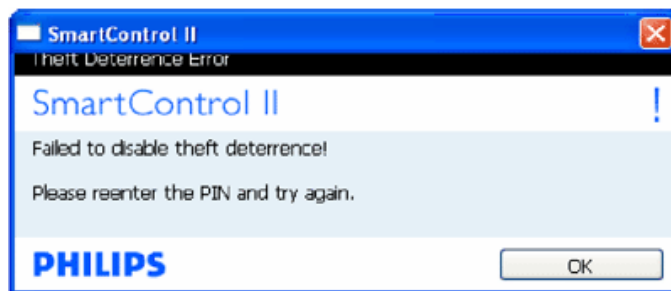 SmartControl II
Theft Deterrence Error
SmartControl II
!
Failed to disable theft deterrence!
Please reenter the PIN and try again.
PHILIPS
OK